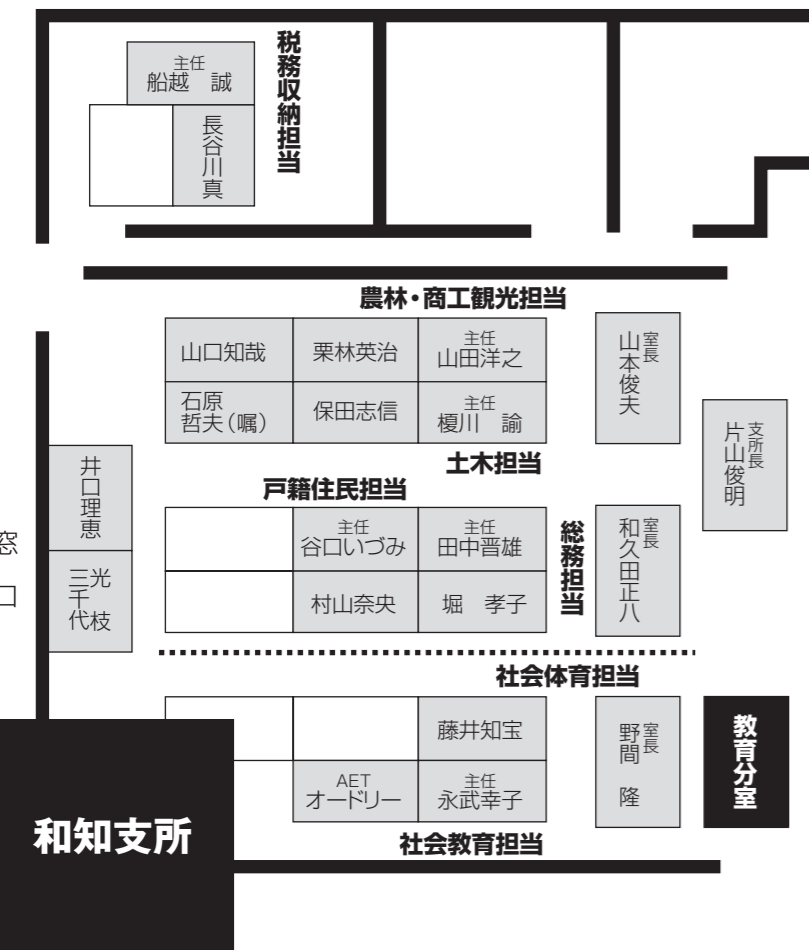 税務収納担当
主任
船越　誠
長谷川真
農林・商工観光担当
山口知哉
栗林英治
主任
山田洋之
石原
哲夫（嘱）
保田志信
主任
榎川　諭
土木担当
室長
山本俊夫
支所長
片山俊明
井口理恵
三光
千代枝
窓
口
戸籍住民担当
主任
谷口いづみ
主任
田中晋雄
村山奈央
堀　孝子
総務担当
室長
和久田正八
社会体育担当
藤井知宝
AET
オードリー
主任
永武幸子
社会教育担当
室長
野間　隆
教育分室
和知支所